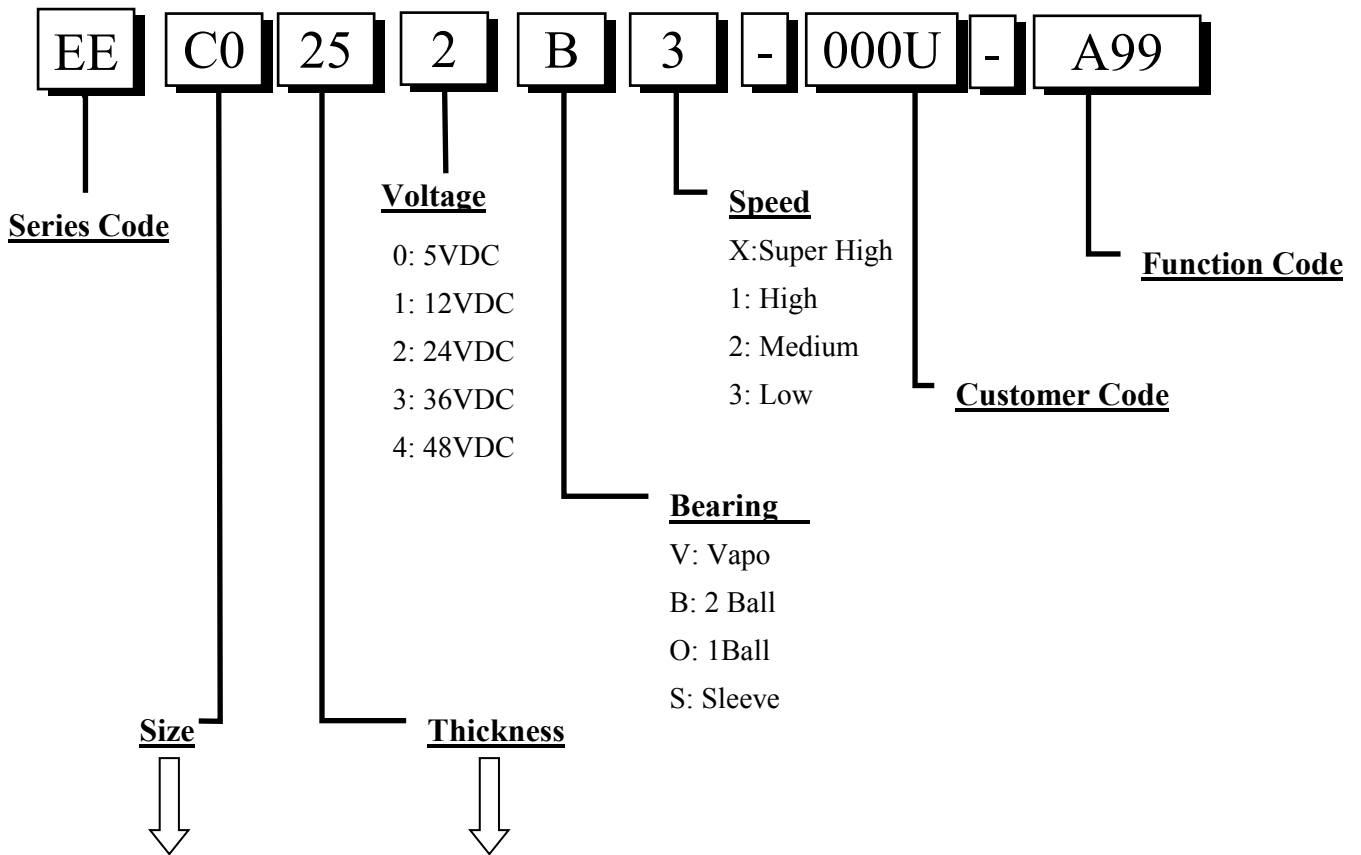 EE C0 25 2 B 3 - 000U - A99
Series Code
Voltage
0: 5VDC
1: 12VDC
2: 24VDC
3: 36VDC
4: 48VDC
Speed
X:Super High
1: High
2: Medium
3: Low
Function Code
Customer Code
Bearing
V: Vapo
B: 2 Ball
O: 1Ball
S: Sleeve
Size
Thickness